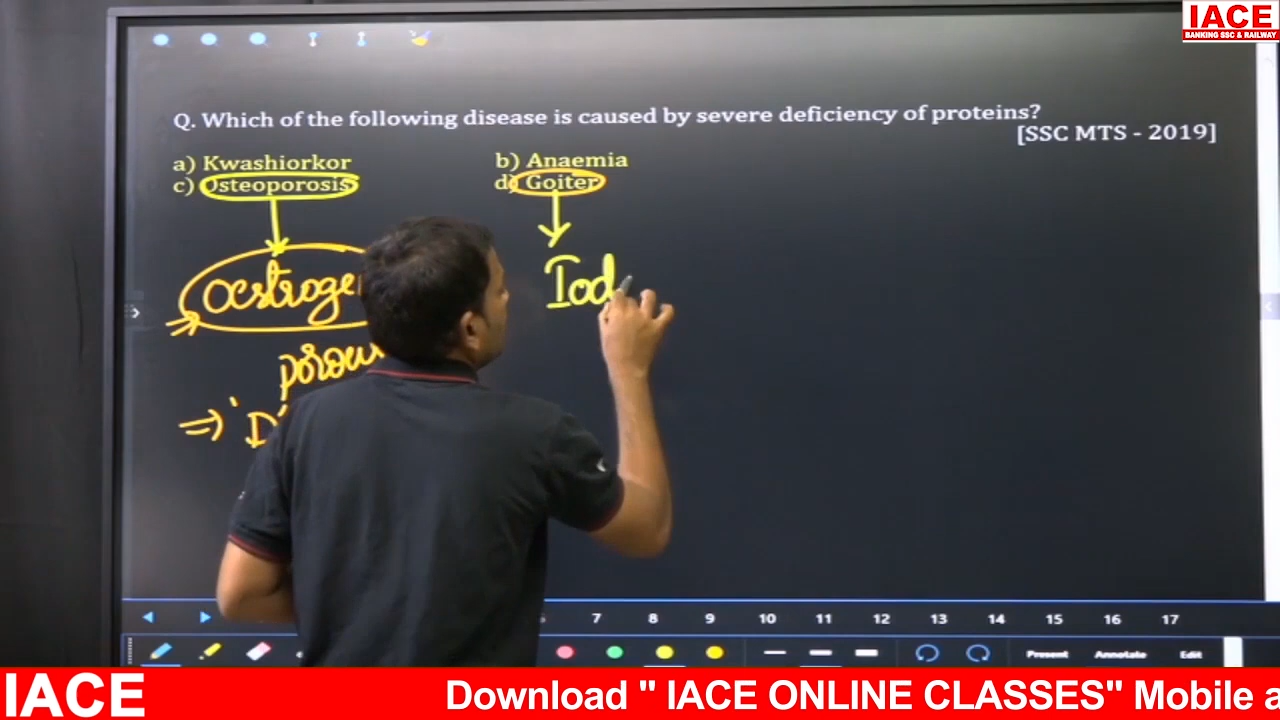 IACE
BANKING SSC & RAILWAY
Q. Which of the following disease is caused by severe deficiency of proteins?
[SSC MTS - 2019]
a) Kwashiorkor b) Anaemia
c) Osteoporosis d) Goiter
Iod
=> 'D'
7 8 9 10 11 12 13 14 15 16 17
Present Annotate Edit
IACE Download " IACE ONLINE CLASSES" Mobile a